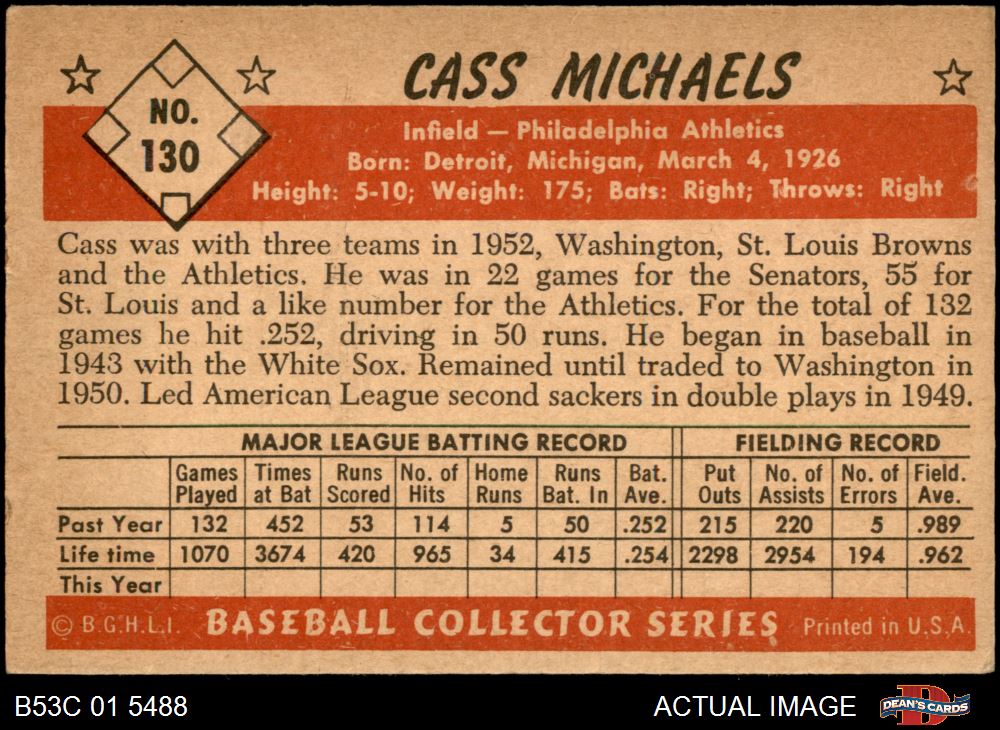 CASS MICHAELS
NO.
130
Infield — Philadelphia Athletics
Born: Detroit, Michigan, March 4, 1926
Height: 5-10; Weight: 175; Bats: Right; Throws: Right
Cass was with three teams in 1952, Washington, St. Louis Browns
and the Athletics. He was in 22 games for the Senators, 55 for
St. Louis and a like number for the Athletics. For the total of 132
games he hit .252, driving in 50 runs. He began in baseball in
1943 with the White Sox. Remained until traded to Washington in
1950. Led American League second sackers in double plays in 1949.
MAJOR LEAGUE BATTING RECORD FIELDING RECORD
Games Times Runs No. of Home Runs Bat. Put No. of No. of Field.
Played at Bat Scored Hits Runs Bat. In Ave. Outs Assists Errors Ave.
Past Year 132 452 53 114 5 50 .252 215 220 5 .989
Life time 1070 3674 420 965 34 415 .254 2298 2954 194 .962
This Year
© B.G.H.L.I. BASEBALL COLLECTOR SERIES Printed in U.S.A.
B53C 01 5488 ACTUAL IMAGE D DEAN'S CARDS